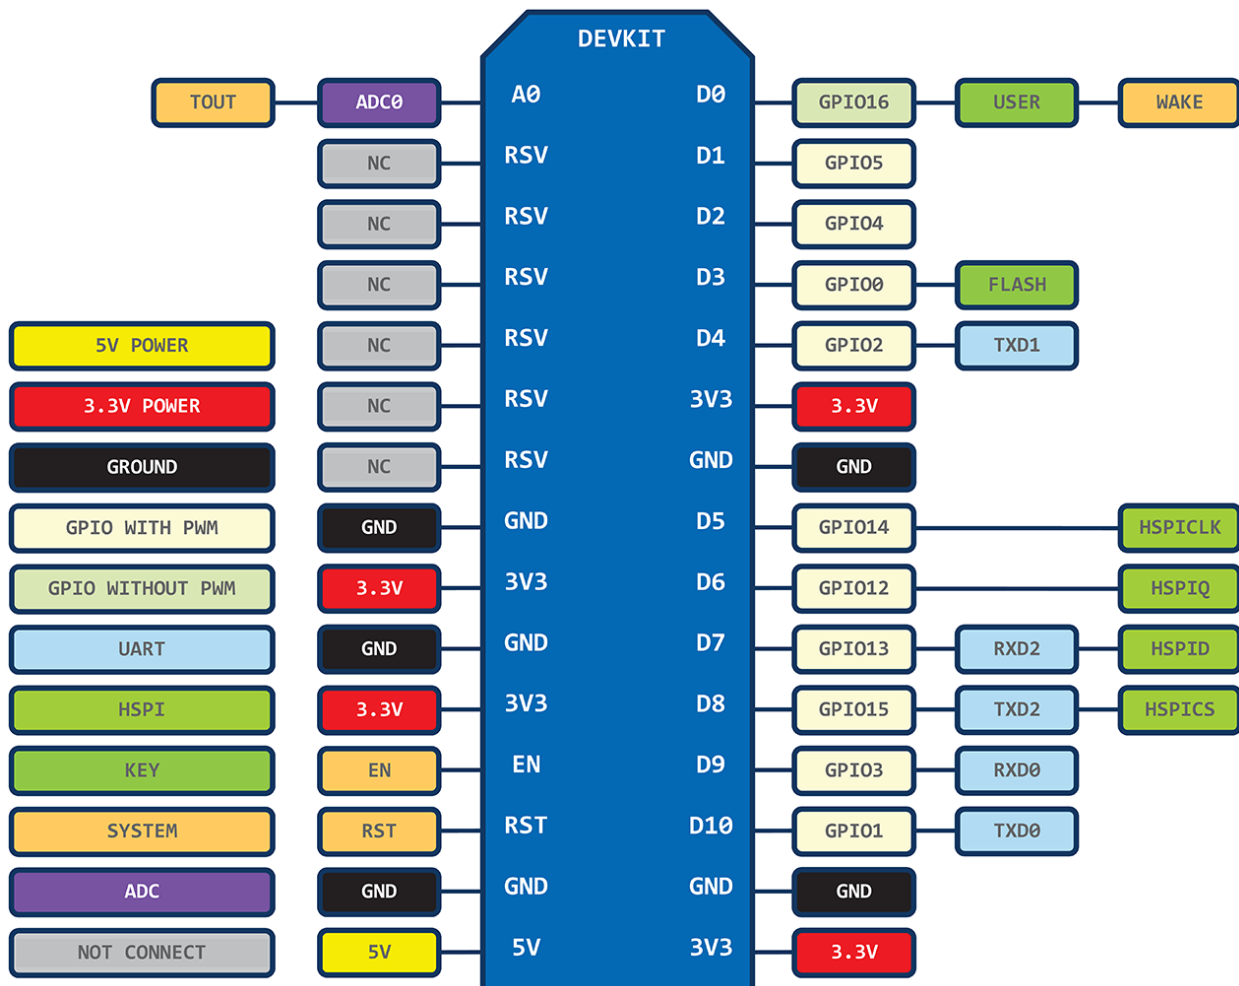 DEVKIT
TOUT ADC0 A0 D0 GPIO16 USER WAKE
NC RSV D1 GPIO5
NC RSV D2 GPIO4
NC RSV D3 GPIO0 FLASH
5V POWER NC RSV D4 GPIO2 TXD1
3.3V POWER NC RSV 3V3 3.3V
GROUND NC RSV GND GND
GPIO WITH PWM GND GND D5 GPIO14 HSPICLK
GPIO WITHOUT PWM 3.3V 3V3 D6 GPIO12 HSPIQ
UART GND GND D7 GPIO13 RXD2 HSPID
HSPI 3.3V 3V3 D8 GPIO15 TXD2 HSPICS
KEY EN EN D9 GPIO3 RXD0
SYSTEM RST RST D10 GPIO1 TXD0
ADC GND GND GND GND
NOT CONNECT 5V 5V 3V3 3.3V